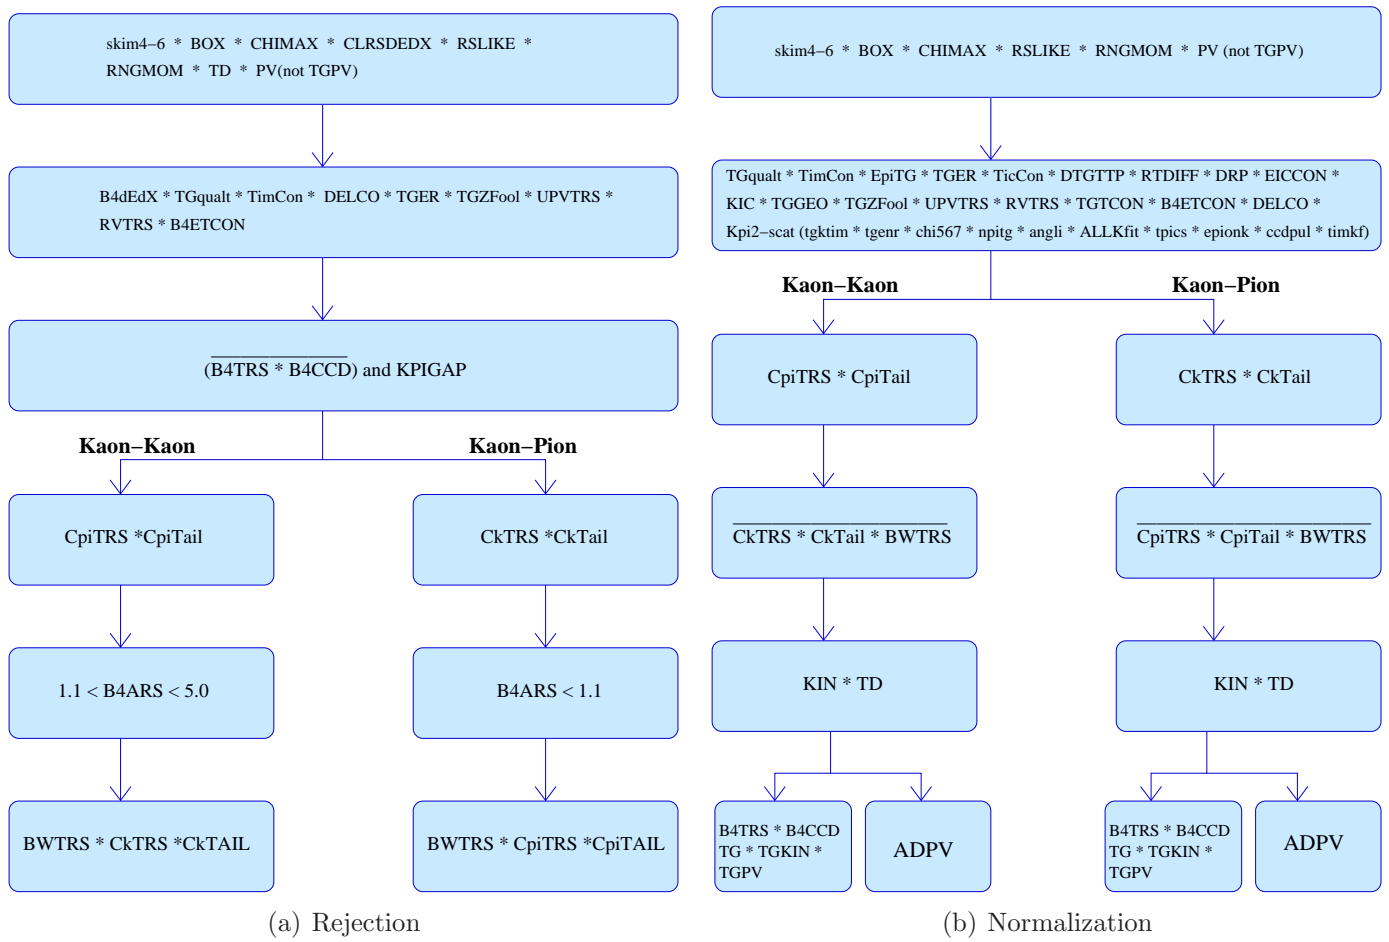 skim4−6 * BOX * CHIMAX * CLRSDEDX * RSLIKE *
RNGMOM * TD * PV(not TGPV)
B4dEdX * TGqualt * TimCon * DELCO * TGER * TGZFool * UPVTRS *
RVTRS * B4ETCON
(B4TRS * B4CCD) and KPIGAP
Kaon−Kaon
Kaon−Pion
CpiTRS *CpiTail
CkTRS *CkTail
1.1 < B4ARS < 5.0
B4ARS < 1.1
BWTRS * CkTRS *CkTAIL
BWTRS * CpiTRS *CpiTAIL
(a) Rejection
skim4−6 * BOX * CHIMAX * RSLIKE * RNGMOM * PV (not TGPV)
TGqualt * TimCon * EpiTG * TGER * TicCon * DTGTTP * RTDIFF * DRP * EICCON *
KIC * TGGEO * TGZFool * UPVTRS * RVTRS * TGTCON * B4ETCON * DELCO *
Kpi2−scat (tgktim * tgenr * chi567 * npitg * angli * ALLKfit * tpics * epionk * ccdpul * timkf)
Kaon−Kaon
Kaon−Pion
CpiTRS * CpiTail
CkTRS * CkTail
CkTRS * CkTail * BWTRS
CpiTRS * CpiTail * BWTRS
KIN * TD
KIN * TD
B4TRS * B4CCD
TG * TGKIN *
TGPV
ADPV
B4TRS * B4CCD
TG * TGKIN *
TGPV
ADPV
(b) Normalization